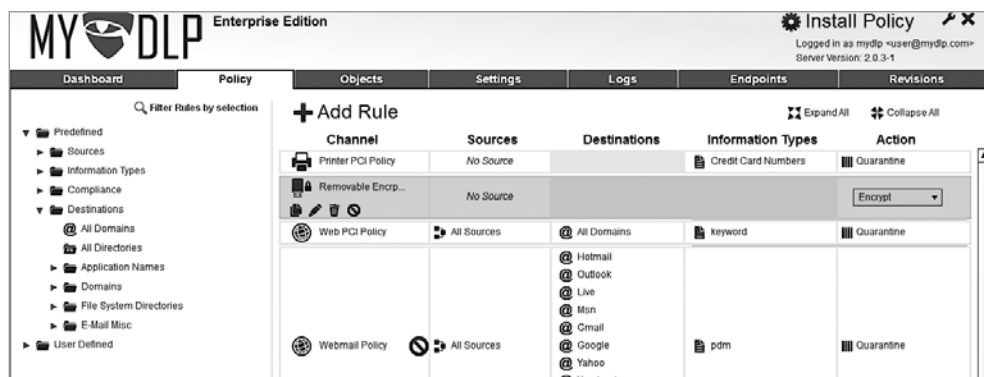 MY DLP Enterprise Edition
Install Policy
Logged in as mydlp <user@mydlp.com>
Server Version: 2.0.3-1
Dashboard Policy Objects Settings Logs Endpoints Revisions
Filter Rules by selection
Predefined
Sources
Information Types
Compliance
Destinations
@ All Domains
All Directories
Application Names
Domains
File System Directories
E-Mail Misc
User Defined
Add Rule
Expand All Collapse All
Channel Sources Destinations Information Types Action
Printer PCI Policy No Source Credit Card Numbers Quarantine
Removable Encrp... No Source Encrypt
Web PCI Policy All Sources @ All Domains keyword Quarantine
@ Hotmail
@ Outlook
@ Live
@ Msn
@ Gmail
Webmail Policy All Sources @ Google pdm Quarantine
@ Yahoo